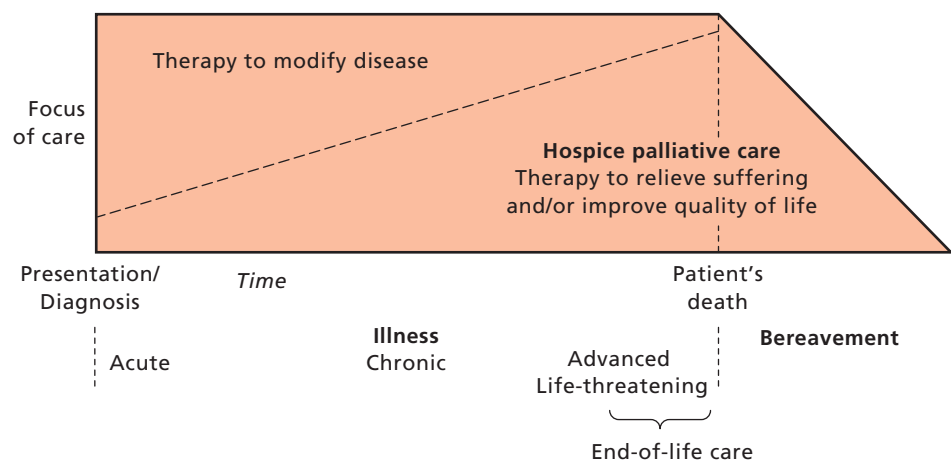 Therapy to modify disease
Focus
of care
Hospice palliative care
Therapy to relieve suffering
and/or improve quality of life
Presentation/
Diagnosis
Time
Patient's
death
Acute
Illness
Chronic
Advanced
Life-threatening
Bereavement
End-of-life care